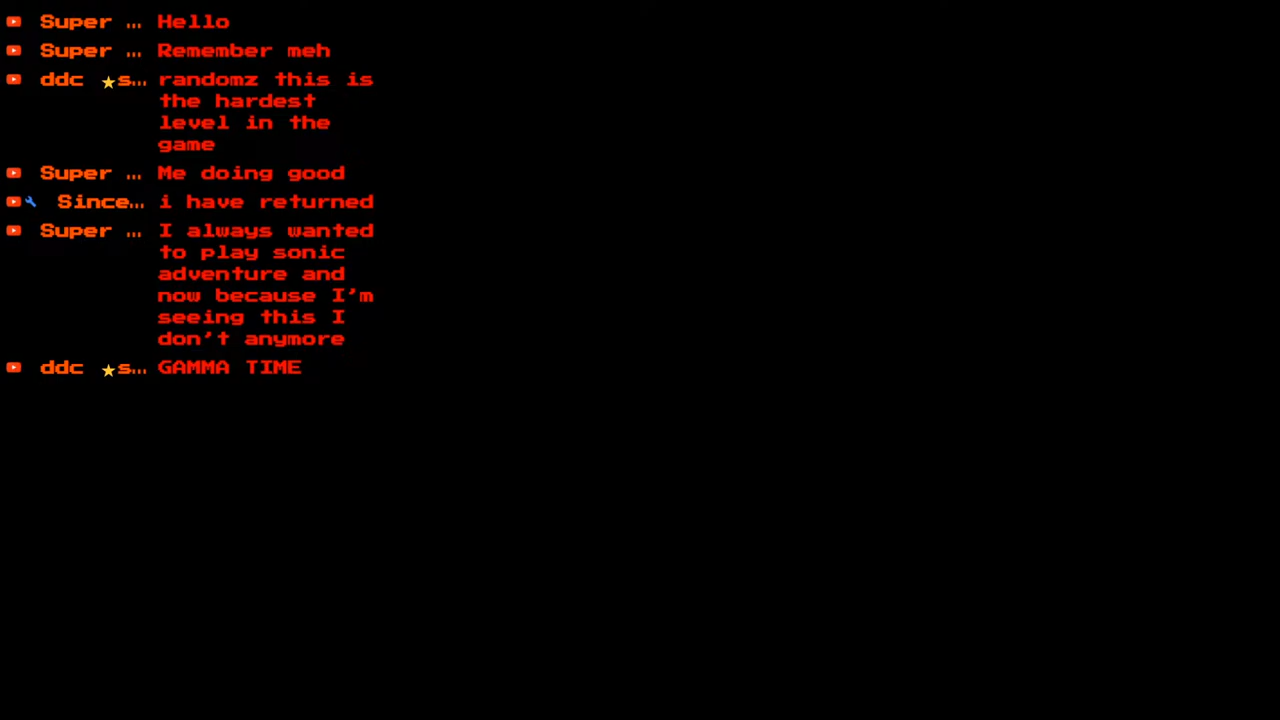 Super ... Hello
Super ... Remember meh
ddc ★s... randomz this is
the hardest
level in the
game
Super ... Me doing good
Since... i have returned
Super ... I always wanted
to play sonic
adventure and
now because I'm
seeing this I
don't anymore
ddc ★s... GAMMA TIME